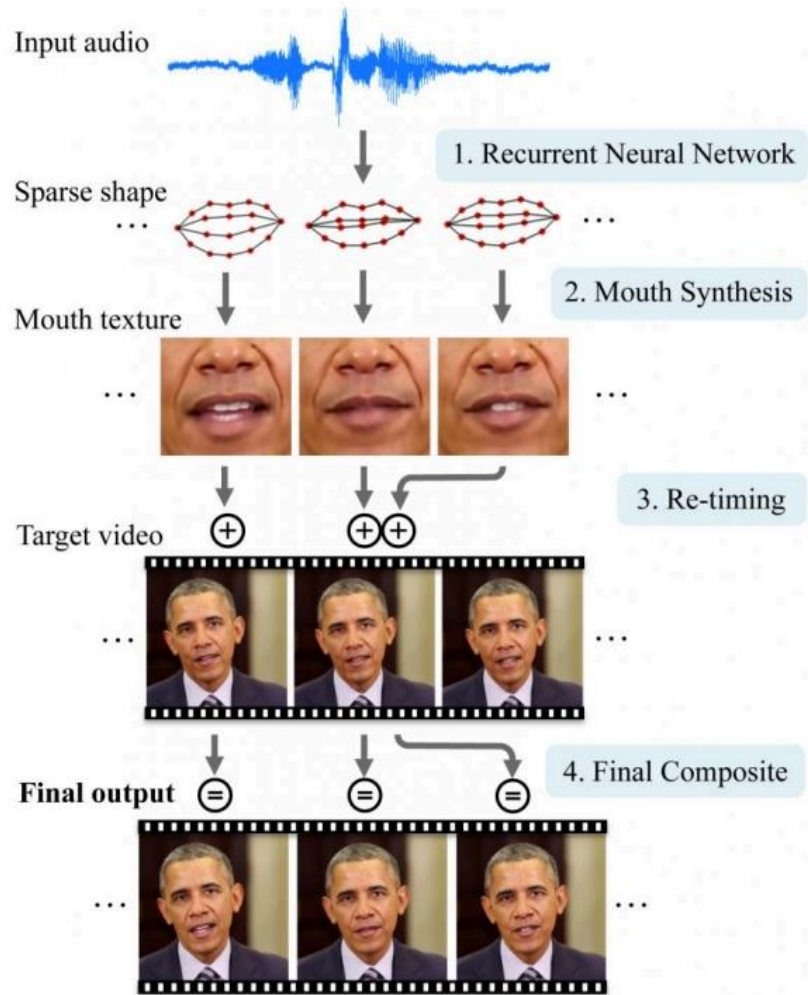 Input audio
1. Recurrent Neural Network
Sparse shape
...
...
2. Mouth Synthesis
Mouth texture
...
...
3. Re-timing
+
+
+
Target video
...
...
4. Final Composite
Final output
=
=
=
...
...